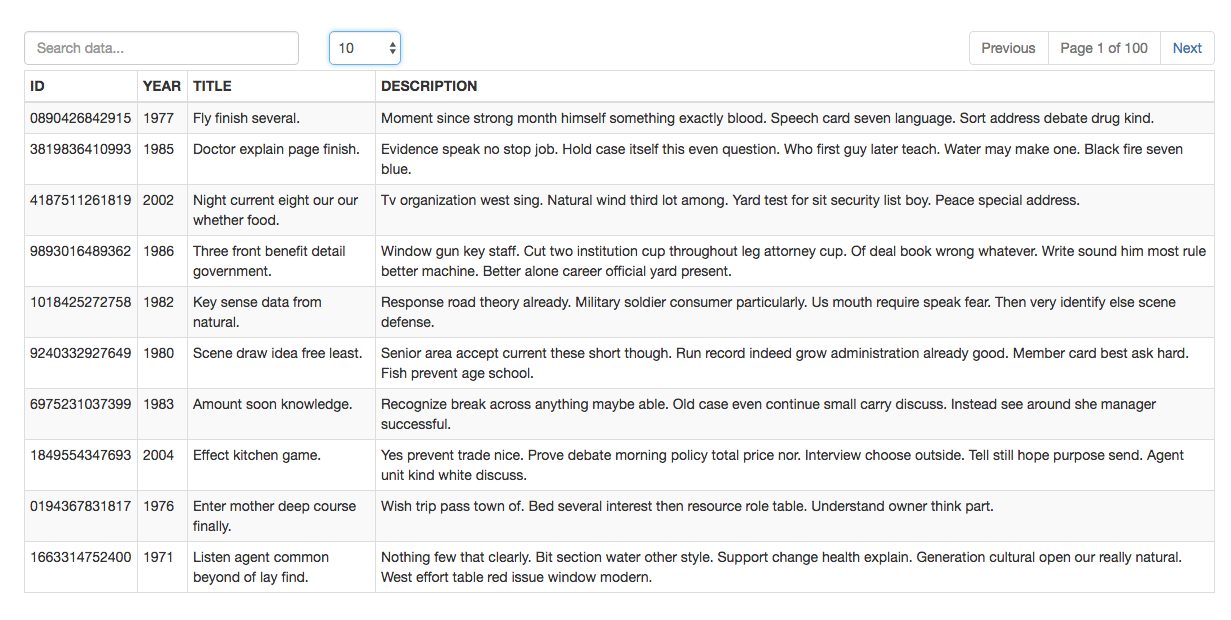 Search data...
10
Previous
Page 1 of 100
Next
ID YEAR TITLE DESCRIPTION
0890426842915 1977 Fly finish several. Moment since strong month himself something exactly blood. Speech card seven language. Sort address debate drug kind.
3819836410993 1985 Doctor explain page finish. Evidence speak no stop job. Hold case itself this even question. Who first guy later teach. Water may make one. Black fire seven
blue.
4187511261819 2002 Night current eight our our Tv organization west sing. Natural wind third lot among. Yard test for sit security list boy. Peace special address.
whether food.
9893016489362 1986 Three front benefit detail Window gun key staff. Cut two institution cup throughout leg attorney cup. Of deal book wrong whatever. Write sound him most rule
government. better machine. Better alone career official yard present.
1018425272758 1982 Key sense data from Response road theory already. Military soldier consumer particularly. Us mouth require speak fear. Then very identify else scene
natural. defense.
9240332927649 1980 Scene draw idea free least. Senior area accept current these short though. Run record indeed grow administration already good. Member card best ask hard.
Fish prevent age school.
6975231037399 1983 Amount soon knowledge. Recognize break across anything maybe able. Old case even continue small carry discuss. Instead see around she manager
successful.
1849554347693 2004 Effect kitchen game. Yes prevent trade nice. Prove debate morning policy total price nor. Interview choose outside. Tell still hope purpose send. Agent
unit kind white discuss.
0194367831817 1976 Enter mother deep course Wish trip pass town of. Bed several interest then resource role table. Understand owner think part.
finally.
1663314752400 1971 Listen agent common Nothing few that clearly. Bit section water other style. Support change health explain. Generation cultural open our really natural.
beyond of lay find. West effort table red issue window modern.